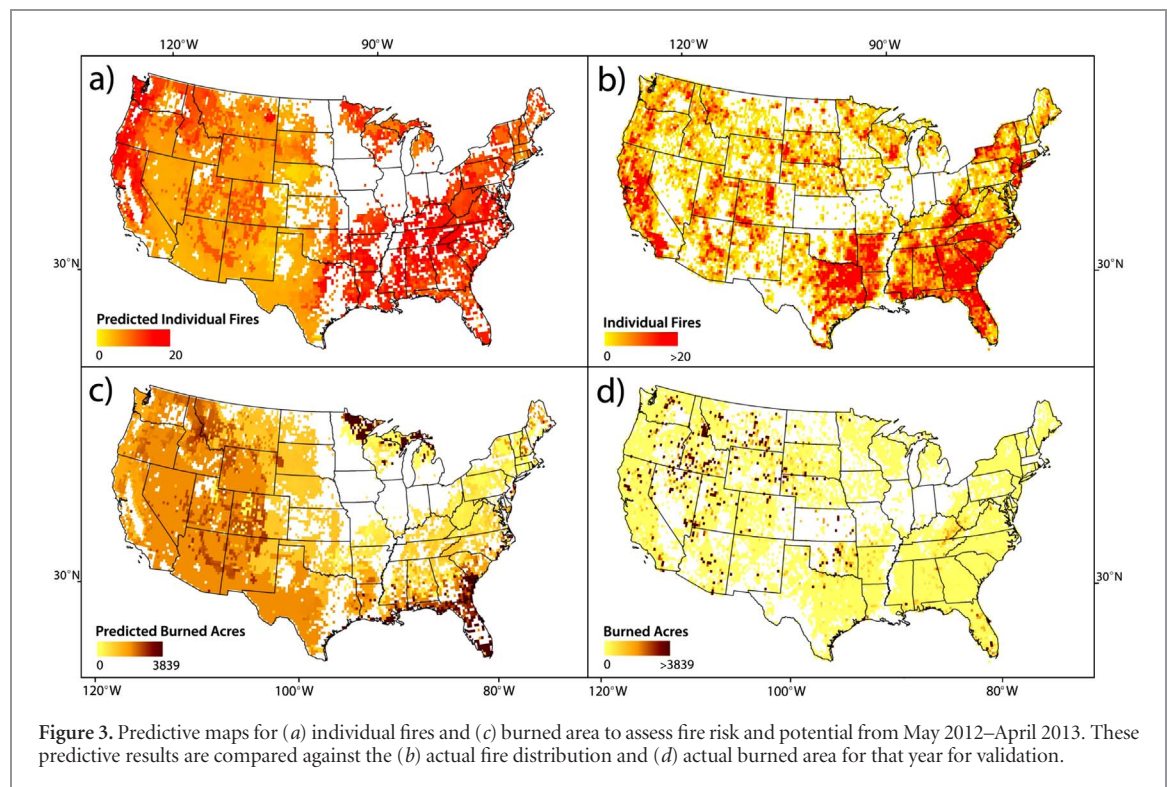 120°W 90°W 120°W 90°W
a) b)
30°N 30°N
Predicted Individual Fires Individual Fires
0 20 0 >20
c) d)
30°N 30°N
Predicted Burned Acres Burned Acres
0 3839 0 >3839
120°W 100°W 80°W 120°W 100°W 80°W
Figure 3. Predictive maps for (a) individual fires and (c) burned area to assess fire risk and potential from May 2012–April 2013. These
predictive results are compared against the (b) actual fire distribution and (d) actual burned area for that year for validation.